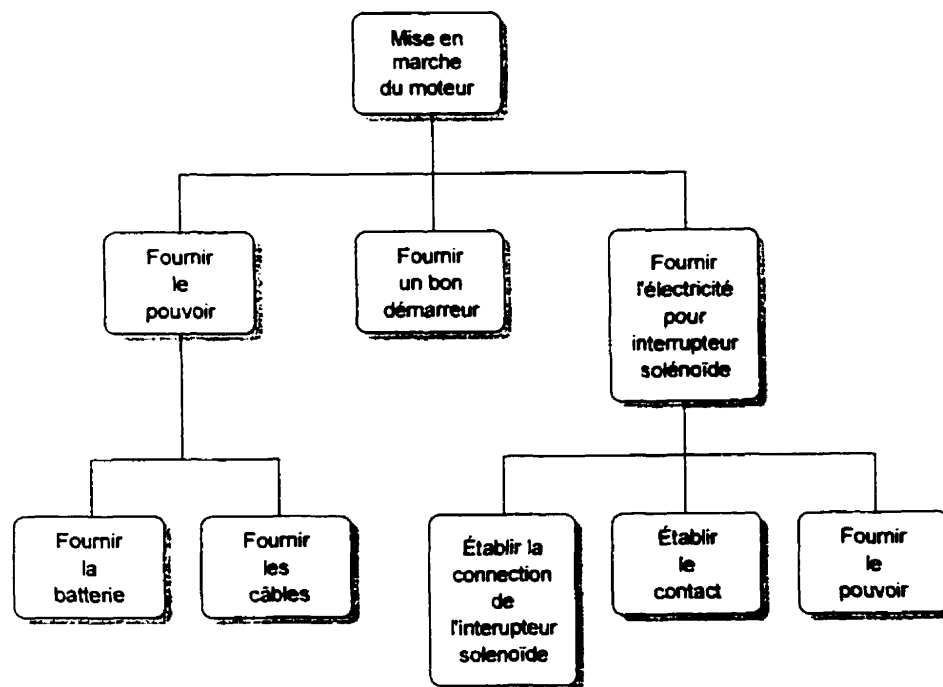 Mise en
marche
du moteur
Fournir
le
pouvoir
Fournir
un bon
démarreur
Fournir
l'électricité
pour
interrupteur
solénoïde
Fournir
la
batterie
Fournir
les
câbles
Établir la
connection
de
l'interupteur
solenoïde
Établir
le
contact
Fournir
le
pouvoir